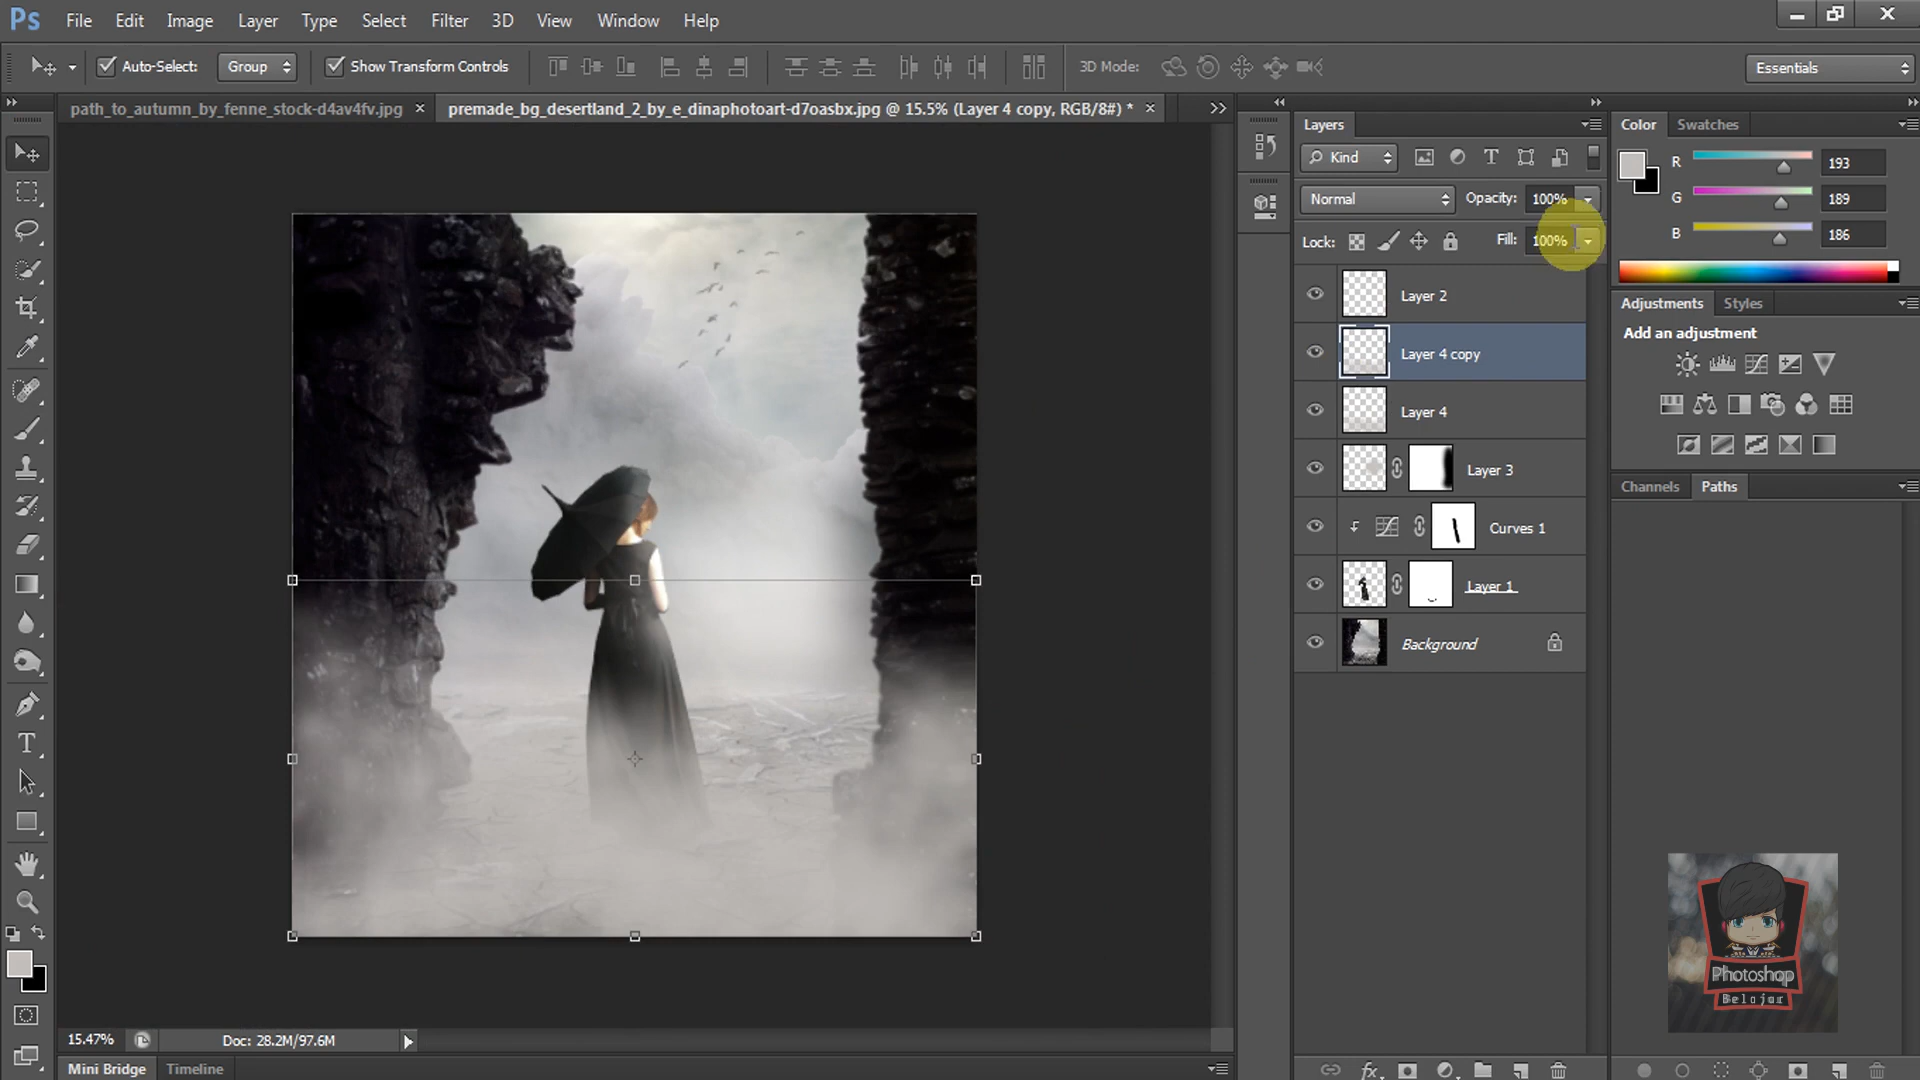 Ps File Edit Image Layer Type Select Filter 3D View Window Help
Auto-Select: Group Show Transform Controls 3D Mode: Essentials
path_to_autumn_by_fenne_stock-d4av4fv.jpg × premade_bg_desertland_2_by_e_dinaphotoart-d7oasbx.jpg @ 15.5% (Layer 4 copy, RGB/8#) * ×
Layers
Kind
Normal Opacity: 100%
Lock: Fill: 100%
Layer 2
Layer 4 copy
Layer 4
Layer 3
Curves 1
Layer 1
Background
Color Swatches
R 193
G 189
B 186
Adjustments Styles
Add an adjustment
Channels Paths
Photoshop
Belajar
15.47% Doc: 28.2M/97.6M
Mini Bridge Timeline
fx